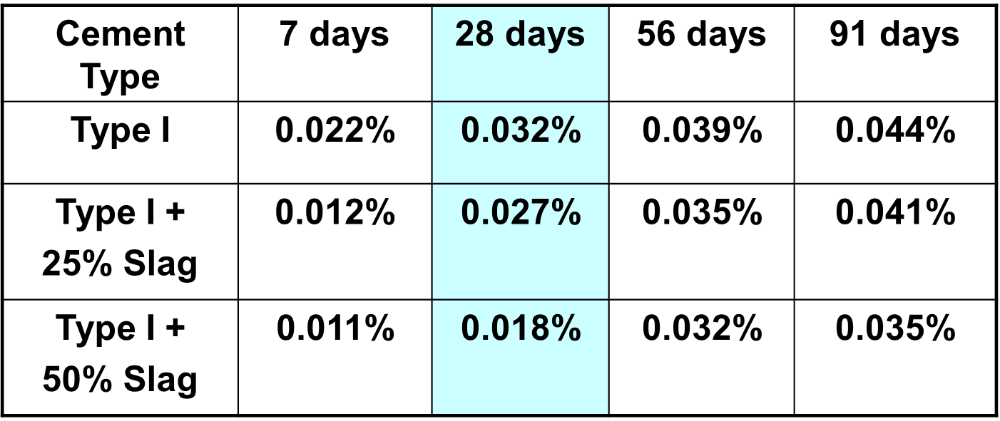 Cement 7 days 28 days 56 days 91 days
Type
Type I 0.022% 0.032% 0.039% 0.044%
Type I + 0.012% 0.027% 0.035% 0.041%
25% Slag
Type I + 0.011% 0.018% 0.032% 0.035%
50% Slag